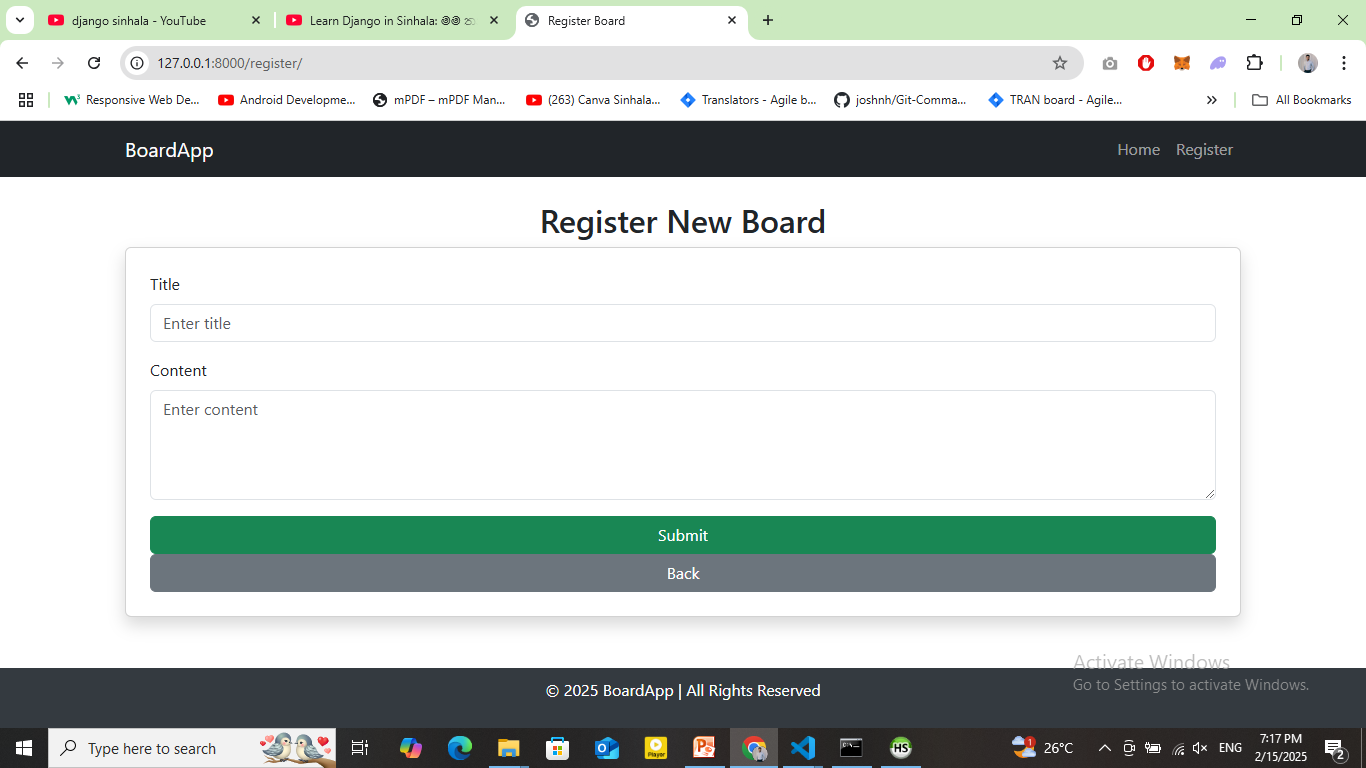 django sinhala - YouTube
Learn Django in Sinhala:
Register Board
127.0.0.1:8000/register/
Responsive Web De...
Android Developme...
mPDF – mPDF Man...
(263) Canva Sinhala...
Translators - Agile b...
joshnh/Git-Comma...
TRAN board - Agile...
All Bookmarks
BoardApp
Home
Register
Register New Board
Title
Enter title
Content
Enter content
Submit
Back
Activate Windows
Go to Settings to activate Windows.
© 2025 BoardApp | All Rights Reserved
Type here to search
Player
HS
1
26°C
ENG
7:17 PM
2/15/2025
2